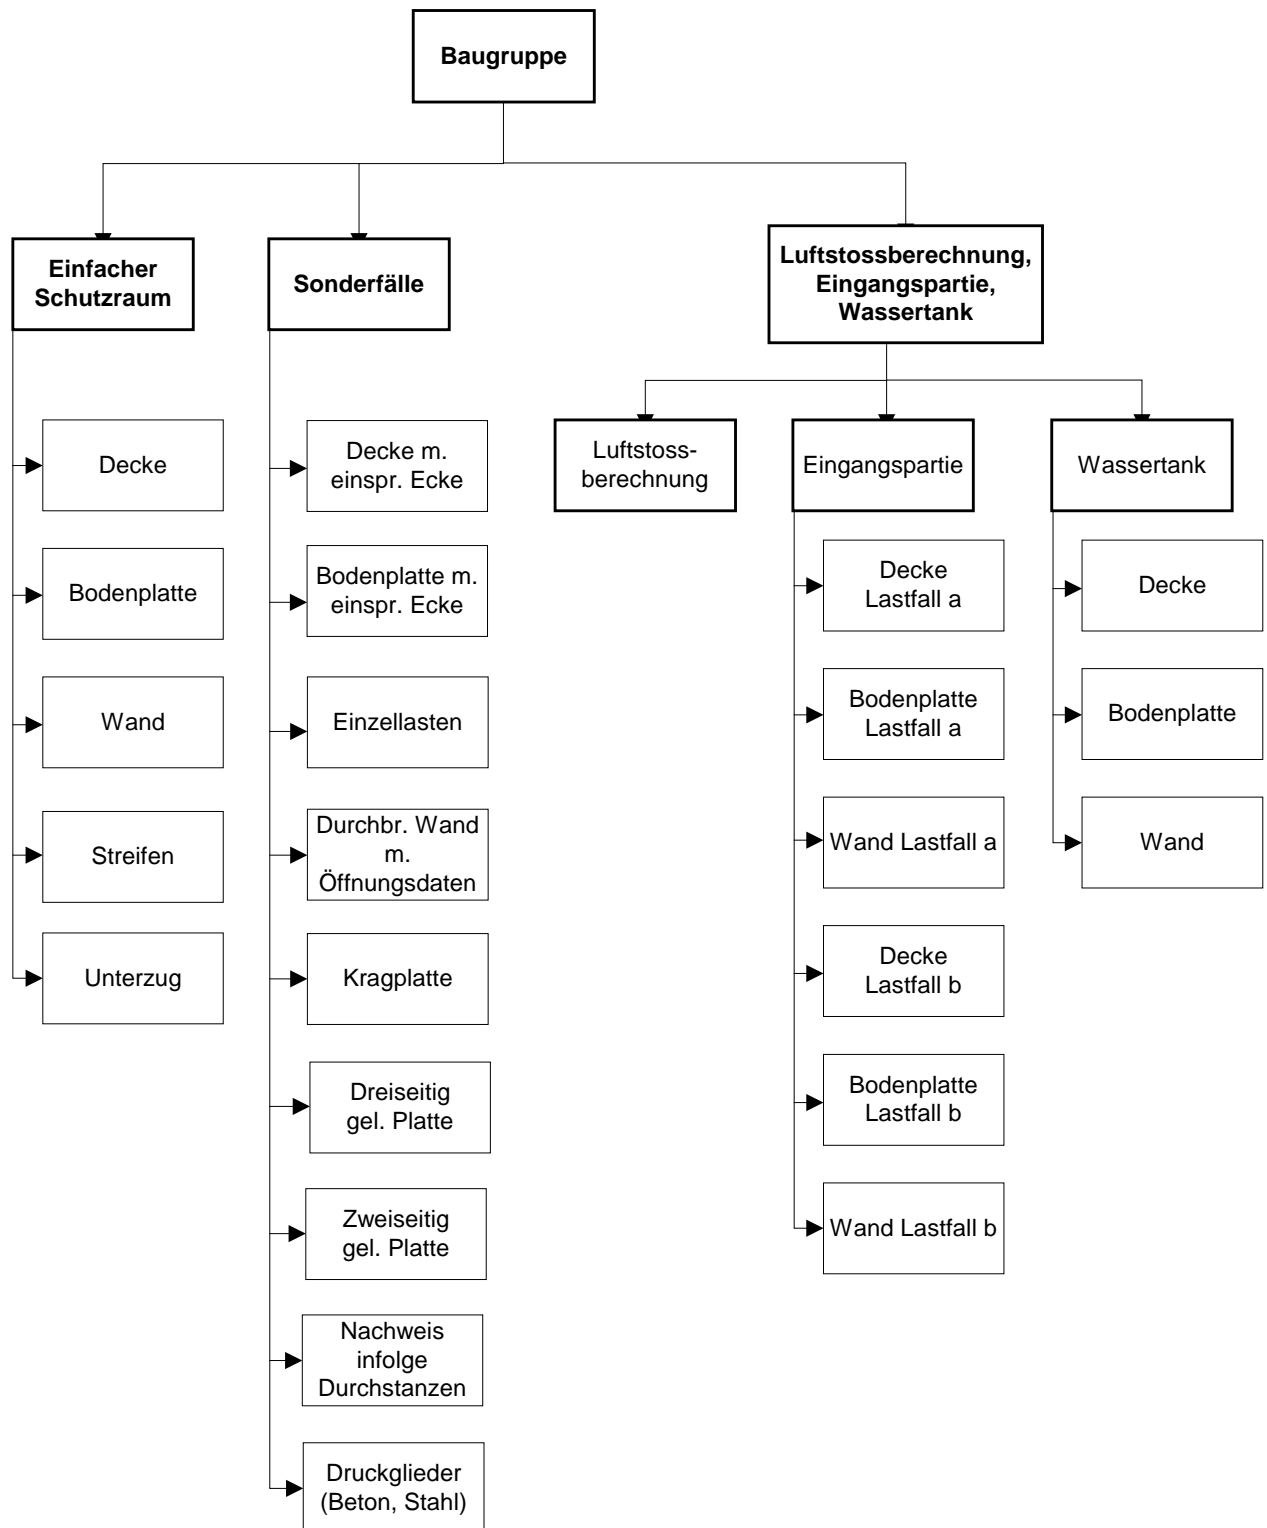 Baugruppe
Einfacher
Schutzraum
Sonderfälle
Luftstossberechnung,
Eingangspartie,
Wassertank
Decke
Bodenplatte
Wand
Streifen
Unterzug
Decke m.
einspr. Ecke
Bodenplatte m.
einspr. Ecke
Einzellasten
Durchbr. Wand
m.
Öffnungsdaten
Kragplatte
Dreiseitig
gel. Platte
Zweiseitig
gel. Platte
Nachweis
infolge
Durchstanzen
Druckglieder
(Beton, Stahl)
Luftstoss-
berechnung
Eingangspartie
Decke
Lastfall a
Bodenplatte
Lastfall a
Wand Lastfall a
Decke
Lastfall b
Bodenplatte
Lastfall b
Wand Lastfall b
Wassertank
Decke
Bodenplatte
Wand